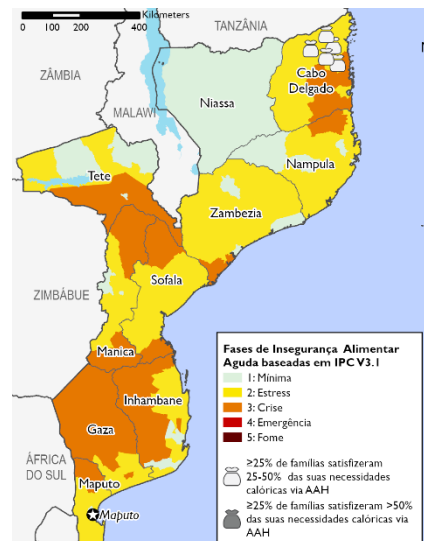 Kilometers
0 100 200 400
TANZÂNIA
ZÂMBIA
MALAWI
Cabo
Delgado
Niassa
Nampula
Tete
Zambezia
Sofala
ZIMBÁBUE
Manica
Inhambane
Gaza
ÁFRICA
DO SUL
Maputo
Maputo
Fases de Insegurança Alimentar
Aguda baseadas em IPC V3.1
1: Mínima
2: Estress
3: Crise
4: Emergência
5: Fome
≥25% de famílias satisfizeram
25-50% das suas necessidades
calóricas via AAH
≥25% de famílias satisfizeram >50%
das suas necessidades calóricas via
AAH